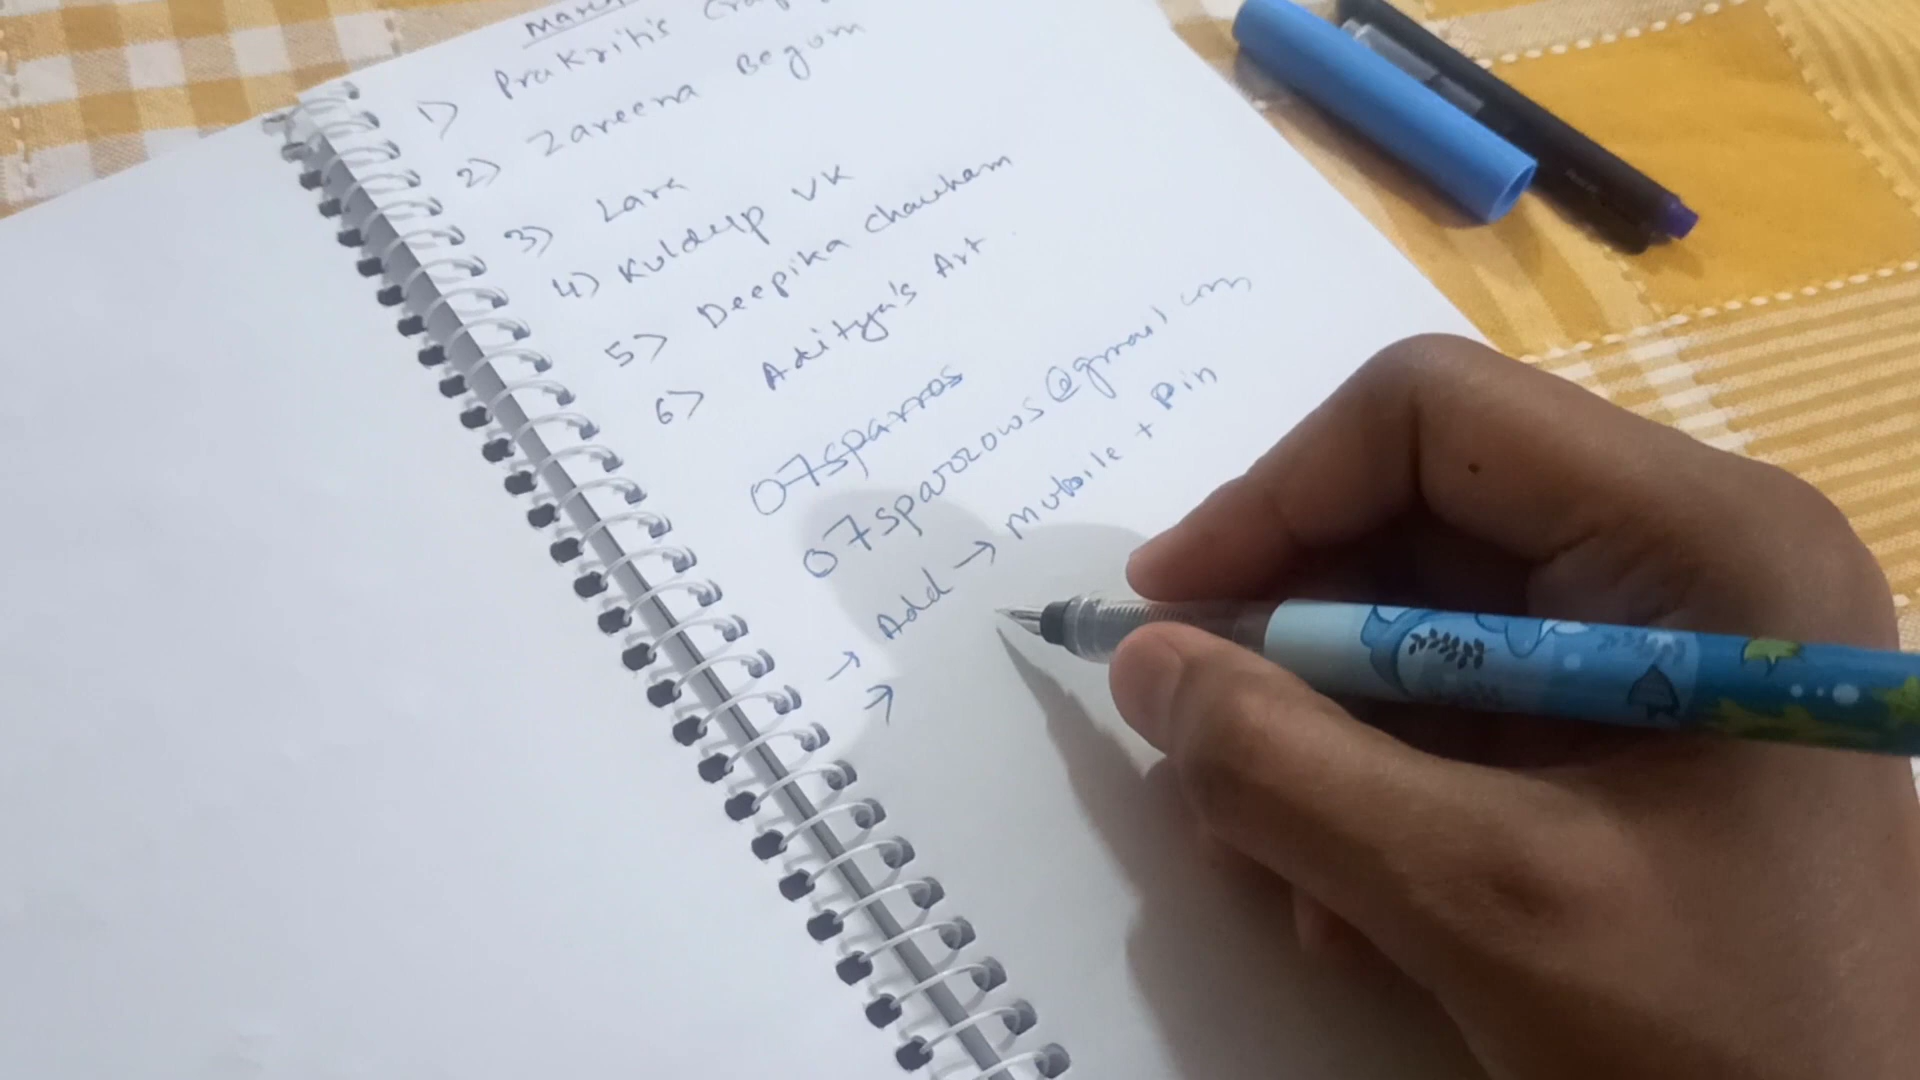 1) Prakritis
2) Zareena Begum
3) Lara
4) Kuldeep VK
5) Deepika Chauham
6) Aditya's Art
07sparros
07sparrows@gmail.com
→ Add → Mobile + Pin
→